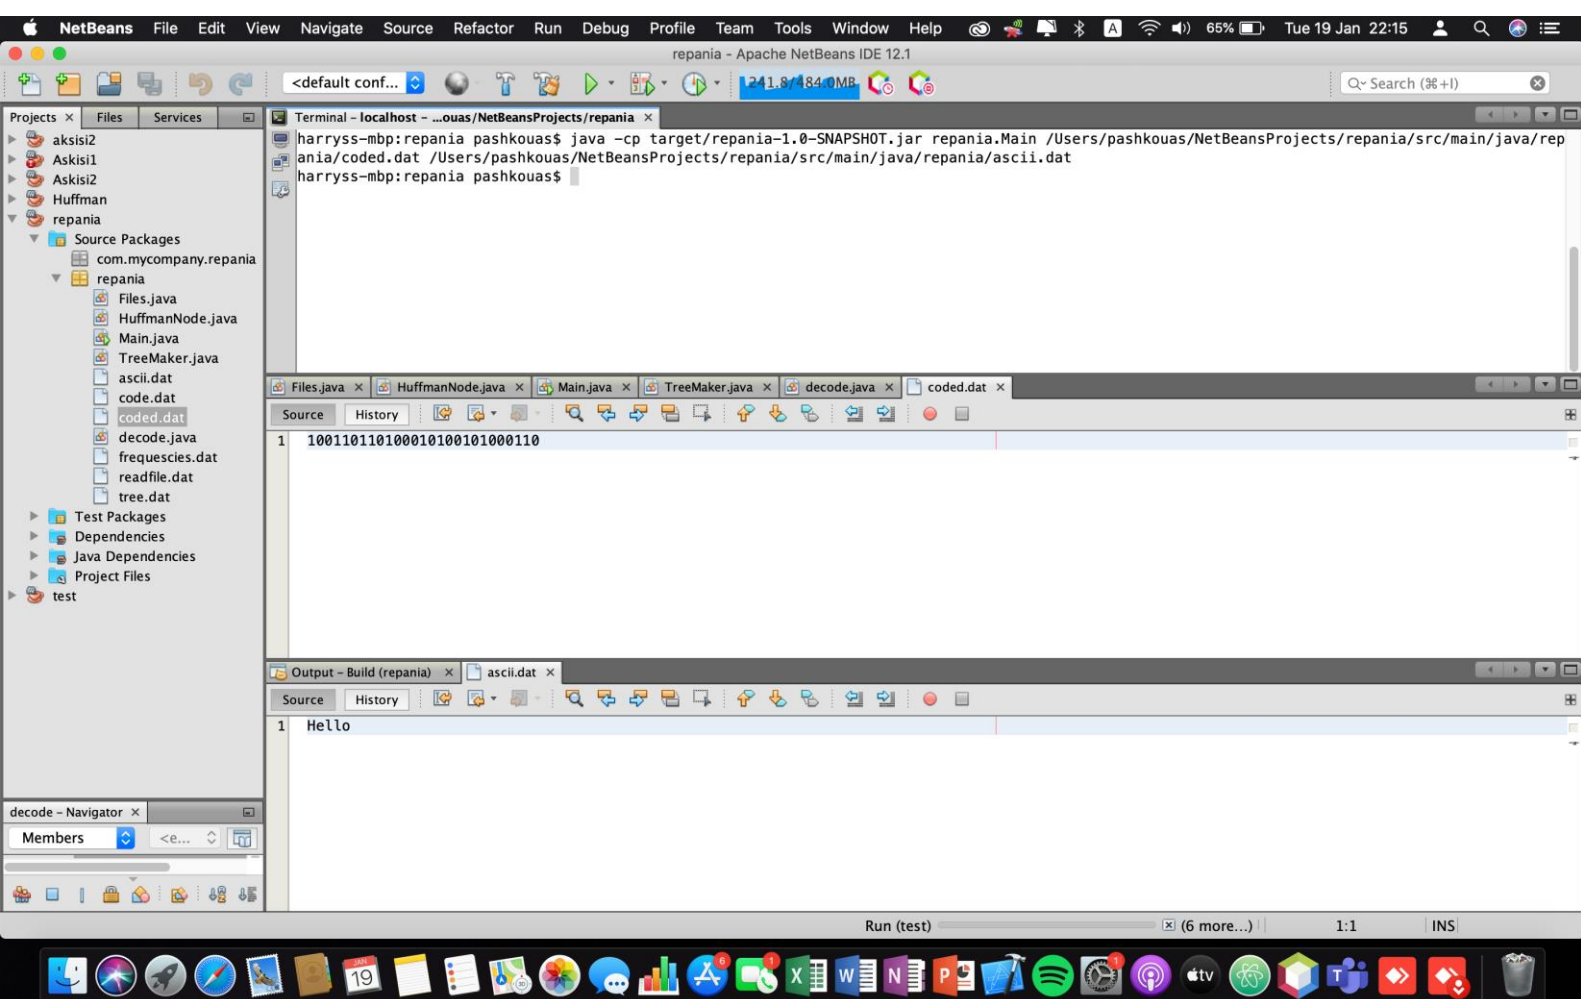 NetBeans File Edit View Navigate Source Refactor Run Debug Profile Team Tools Window Help A 65% Tue 19 Jan 22:15
repania - Apache NetBeans IDE 12.1
<default conf... 241.8/484.0MB Search (⌘+I)
Projects Files Services
aksisi2
Askisi1
Askisi2
Huffman
repania
Source Packages
com.mycompany.repania
repania
Files.java
HuffmanNode.java
Main.java
TreeMaker.java
ascii.dat
code.dat
coded.dat
decode.java
frequescies.dat
readfile.dat
tree.dat
Test Packages
Dependencies
Java Dependencies
Project Files
test
Terminal – localhost – ...ouas/NetBeansProjects/repania
harryss-mbp:repania pashkouas$ java -cp target/repania-1.0-SNAPSHOT.jar repania.Main /Users/pashkouas/NetBeansProjects/repania/src/main/java/rep
ania/coded.dat /Users/pashkouas/NetBeansProjects/repania/src/main/java/repania/ascii.dat
harryss-mbp:repania pashkouas$
Files.java HuffmanNode.java Main.java TreeMaker.java decode.java coded.dat
Source History
1 1001101101000101001010001​10
Output – Build (repania) ascii.dat
Source History
1 Hello
decode – Navigator
Members <e...
Run (test) (6 more...) 1:1 INS
JAN
19
6
1
X W N P
1
tv
T